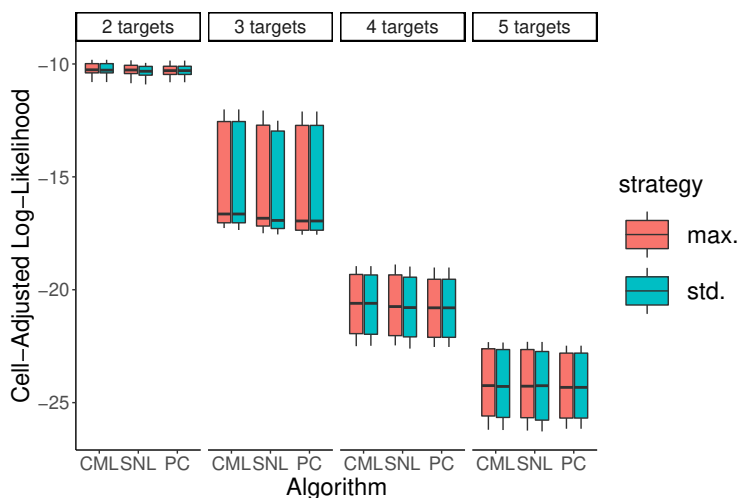 2 targets 3 targets 4 targets 5 targets
Cell−Adjusted Log−Likelihood
−10
−15
−20
−25
strategy
max.
std.
CML SNL PC CML SNL PC CML SNL PC CML SNL PC
Algorithm